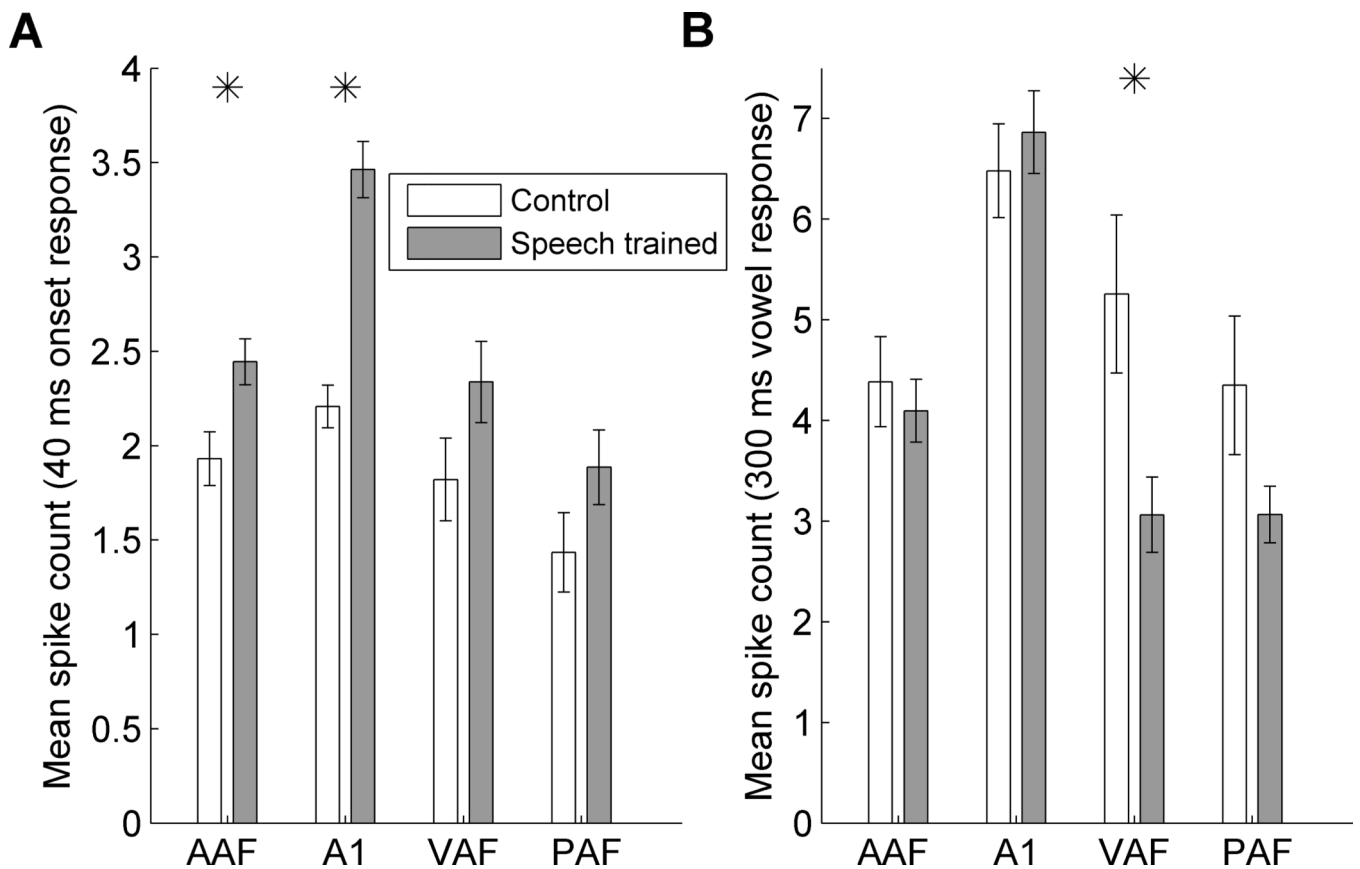 A
Mean spike count (40 ms onset response)
4
3.5
3
2.5
2
1.5
1
0.5
0
AAF A1 VAF PAF
Control
Speech trained
B
Mean spike count (300 ms vowel response)
7
6
5
4
3
2
1
0
AAF A1 VAF PAF